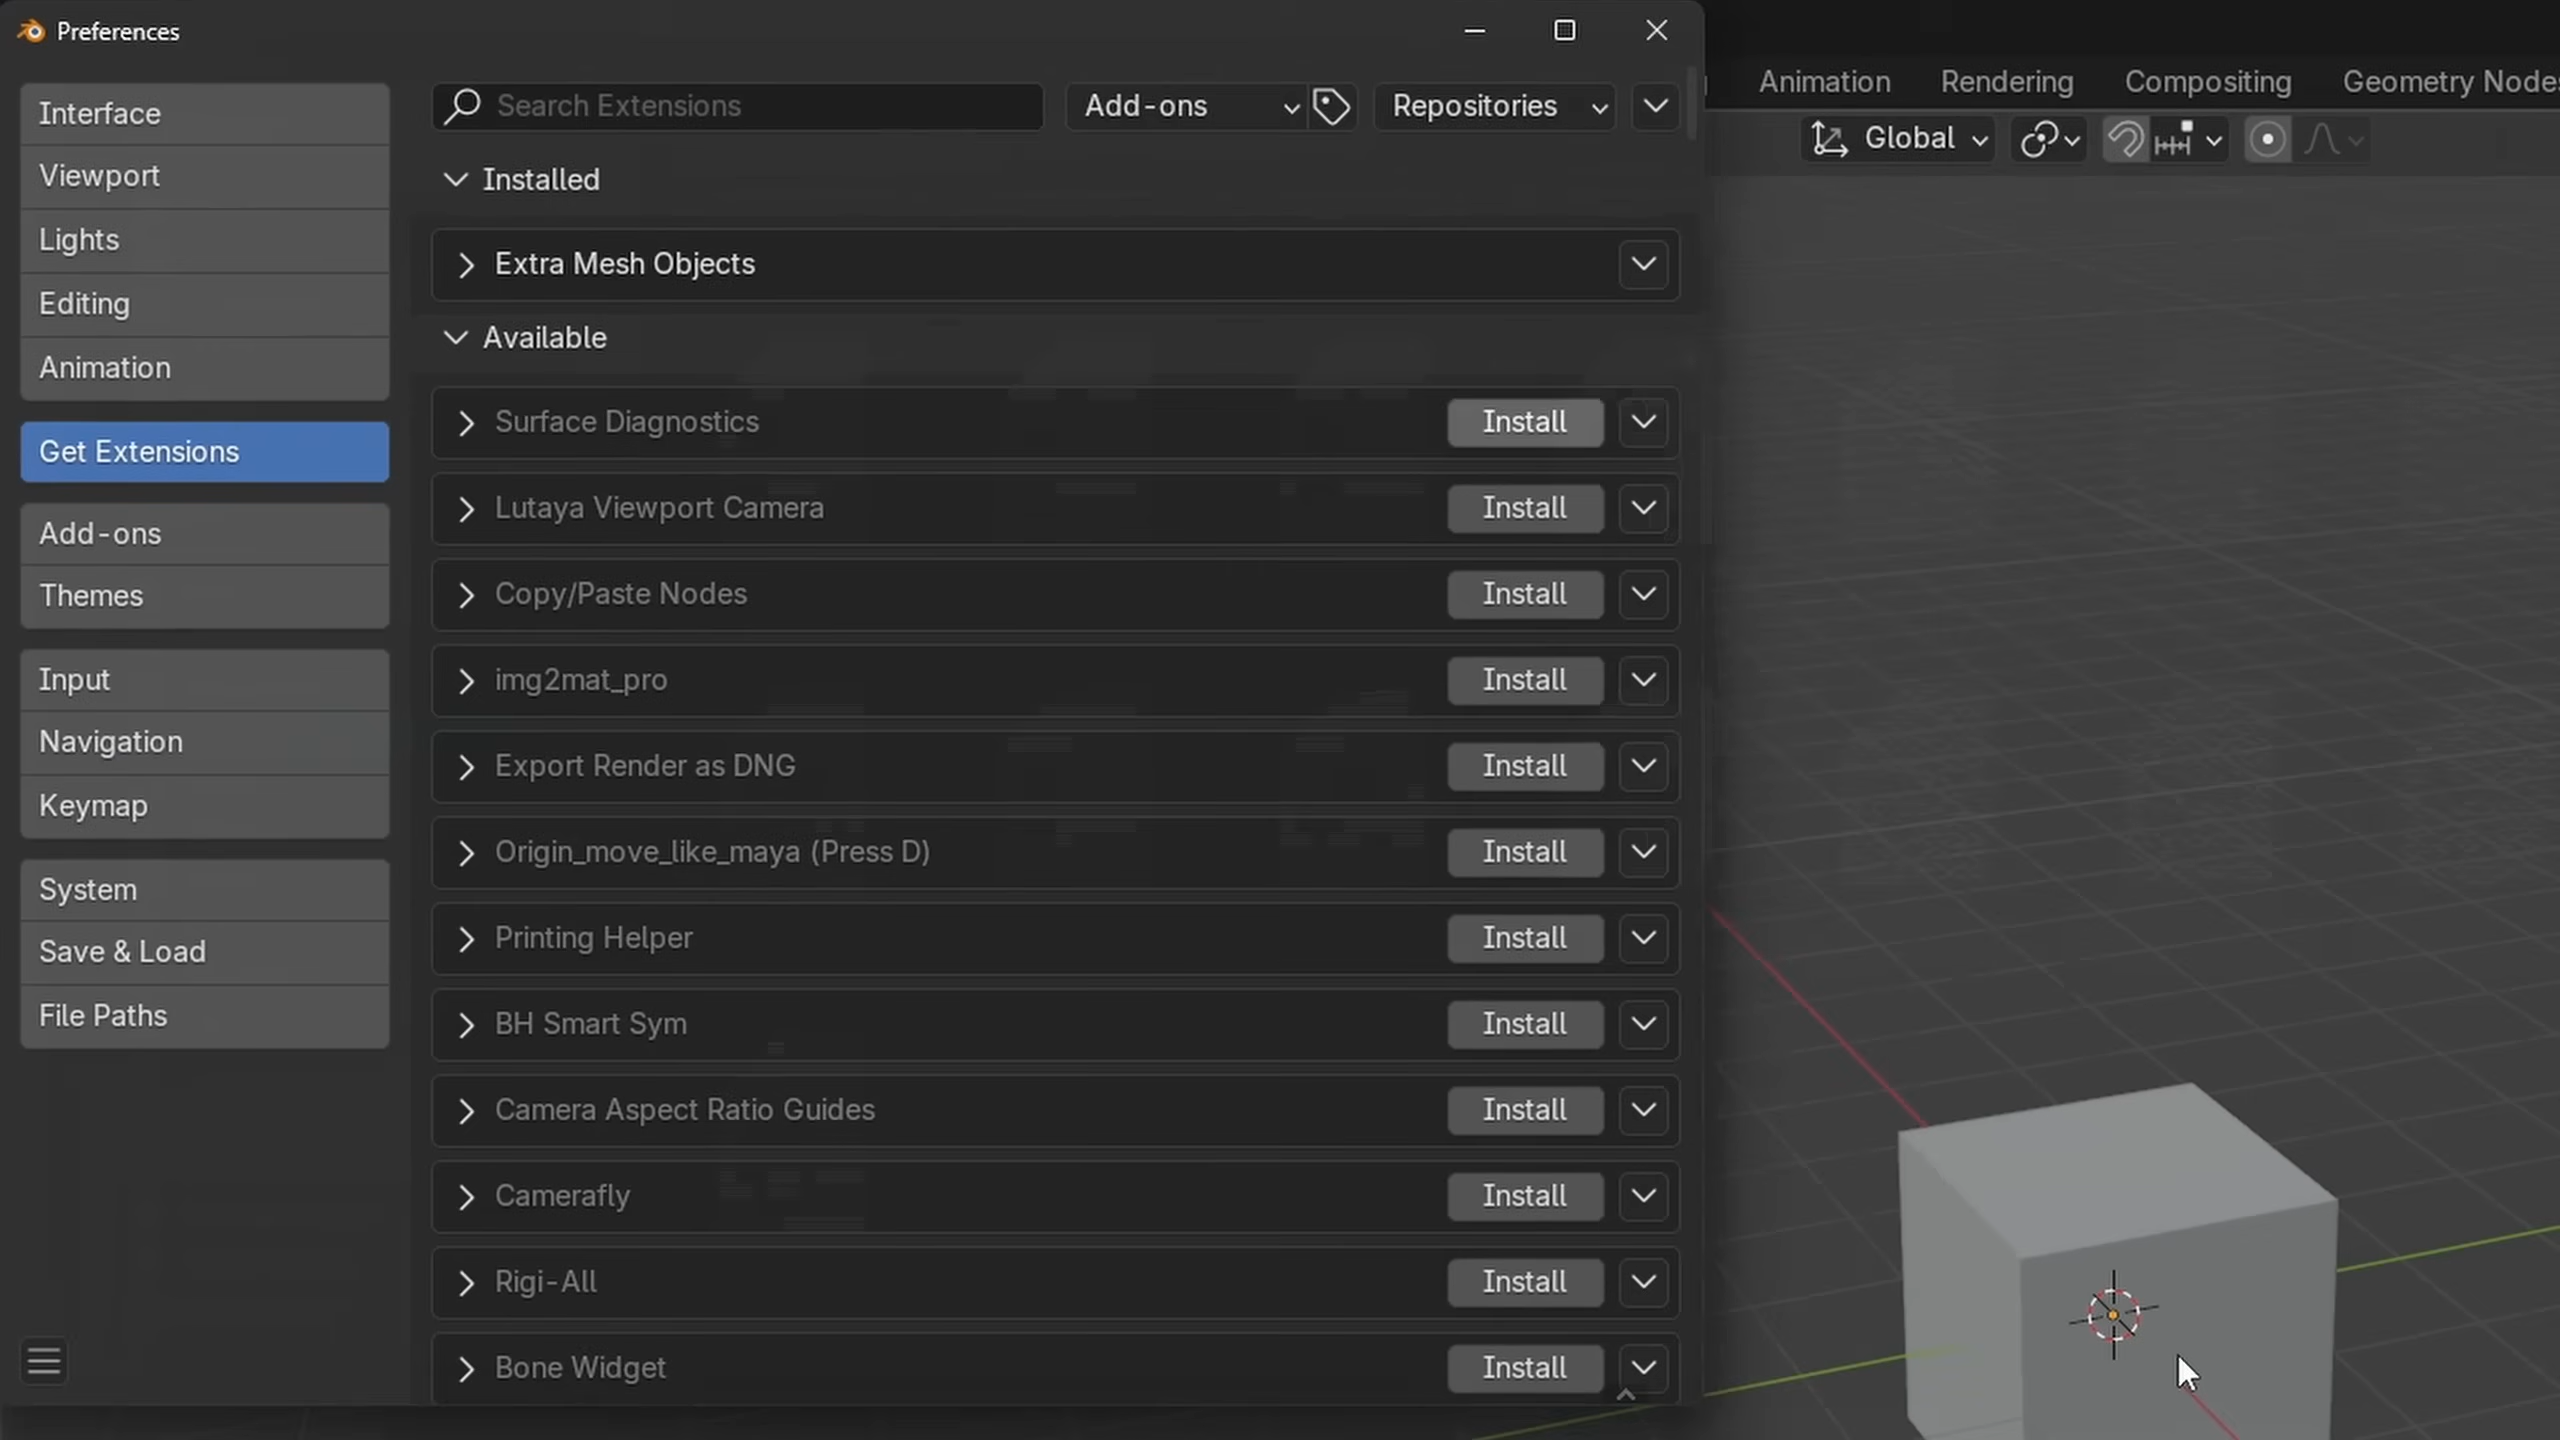 Preferences
Interface
Viewport
Lights
Editing
Animation
Get Extensions
Add-ons
Themes
Input
Navigation
Keymap
System
Save & Load
File Paths
Search Extensions
Add-ons
Repositories
Installed
Extra Mesh Objects
Available
Surface Diagnostics Install
Lutaya Viewport Camera Install
Copy/Paste Nodes Install
img2mat_pro Install
Export Render as DNG Install
Origin_move_like_maya (Press D) Install
Printing Helper Install
BH Smart Sym Install
Camera Aspect Ratio Guides Install
Camerafly Install
Rigi-All Install
Bone Widget Install
Animation Rendering Compositing Geometry Nodes
Global